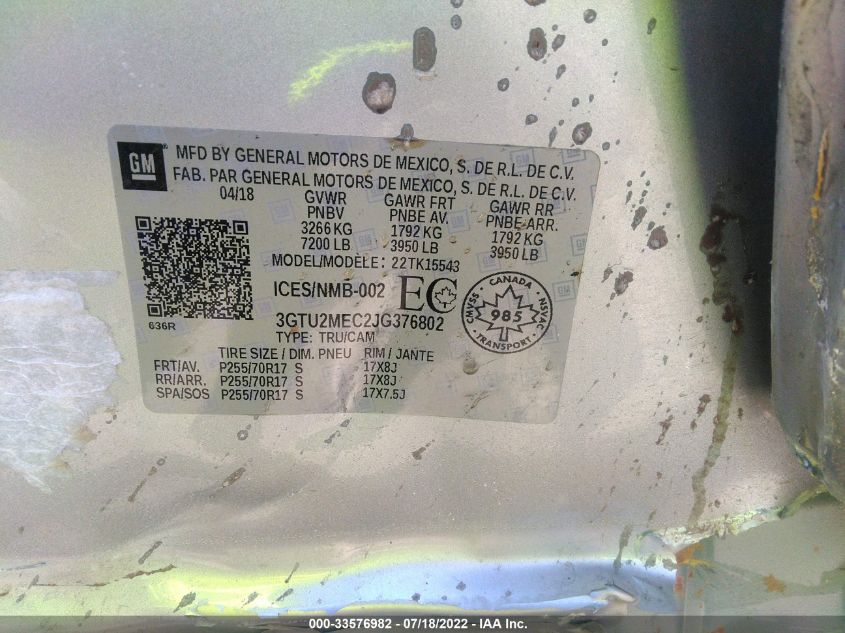 GM
MFD BY GENERAL MOTORS DE MEXICO, S. DE R.L. DE C.V.
FAB. PAR GENERAL MOTORS DE MEXICO, S. DE R.L. DE C.V.
04/18 GVWR GAWR FRT GAWR RR
PNBV PNBE AV. PNBE ARR.
3266 KG 1792 KG 1792 KG
7200 LB 3950 LB 3950 LB
MODEL/MODÈLE: 22TK15543
ICES/NMB-002 EC
CANADA
CMVSS 985 NSVAC
TRANSPORT
636R
3GTU2MEC2JG376802
TYPE: TRU/CAM
TIRE SIZE / DIM. PNEU RIM / JANTE
FRT/AV. P255/70R17 S 17X8J
RR/ARR. P255/70R17 S 17X8J
SPA/SOS P255/70R17 S 17X7.5J
000-33576982 - 07/18/2022 - IAA Inc.